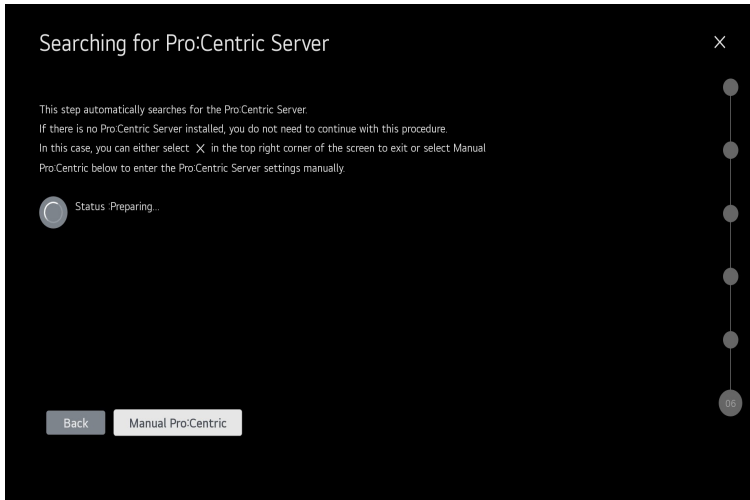 Searching for Pro:Centric Server
This step automatically searches for the Pro:Centric Server.
If there is no Pro:Centric Server installed, you do not need to continue with this procedure.
In this case, you can either select X in the top right corner of the screen to exit or select Manual
Pro:Centric below to enter the Pro:Centric Server settings manually.
Status :Preparing...
06
Back
Manual Pro:Centric